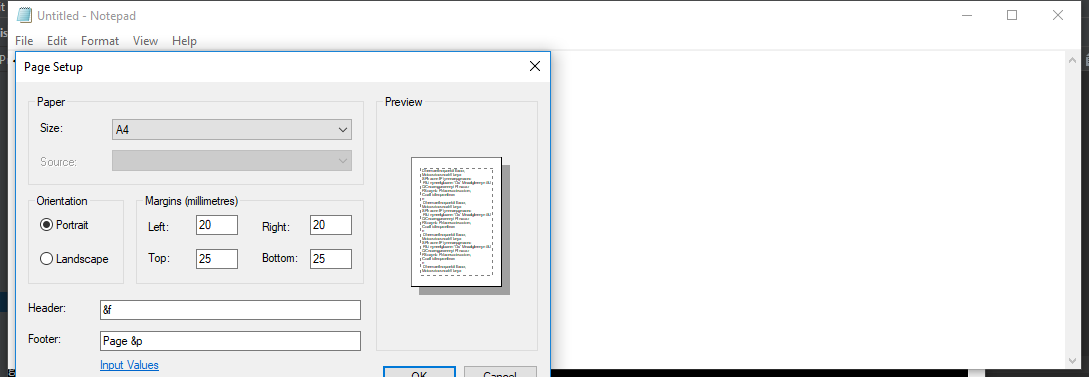 Untitled - Notepad
File Edit Format View Help
Page Setup
Paper
Size: A4
Source:
Orientation
Portrait
Landscape
Margins (millimetres)
Left: 20 Right: 20
Top: 25 Bottom: 25
Header: &f
Footer: Page &p
Input Values
Preview
OK Cancel